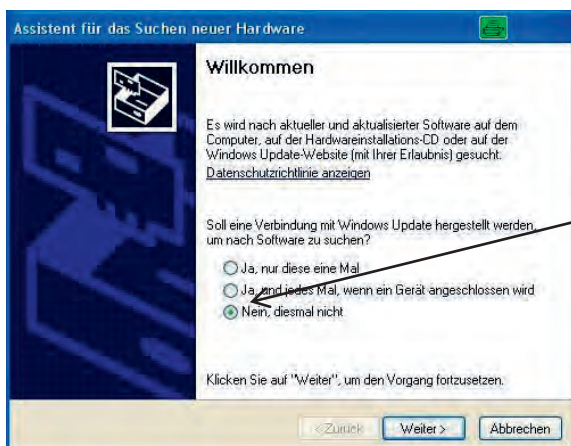 Assistent für das Suchen neuer Hardware
Willkommen
Es wird nach aktueller und aktualisierter Software auf dem
Computer, auf der Hardwareinstallations-CD oder auf der
Windows Update-Website (mit Ihrer Erlaubnis) gesucht.
Datenschutzrichtlinie anzeigen
Soll eine Verbindung mit Windows Update hergestellt werden,
um nach Software zu suchen?
Ja, nur diese eine Mal
Ja, und jedes Mal, wenn ein Gerät angeschlossen wird
Nein, diesmal nicht
Klicken Sie auf "Weiter", um den Vorgang fortzusetzen.
< Zurück Weiter > Abbrechen